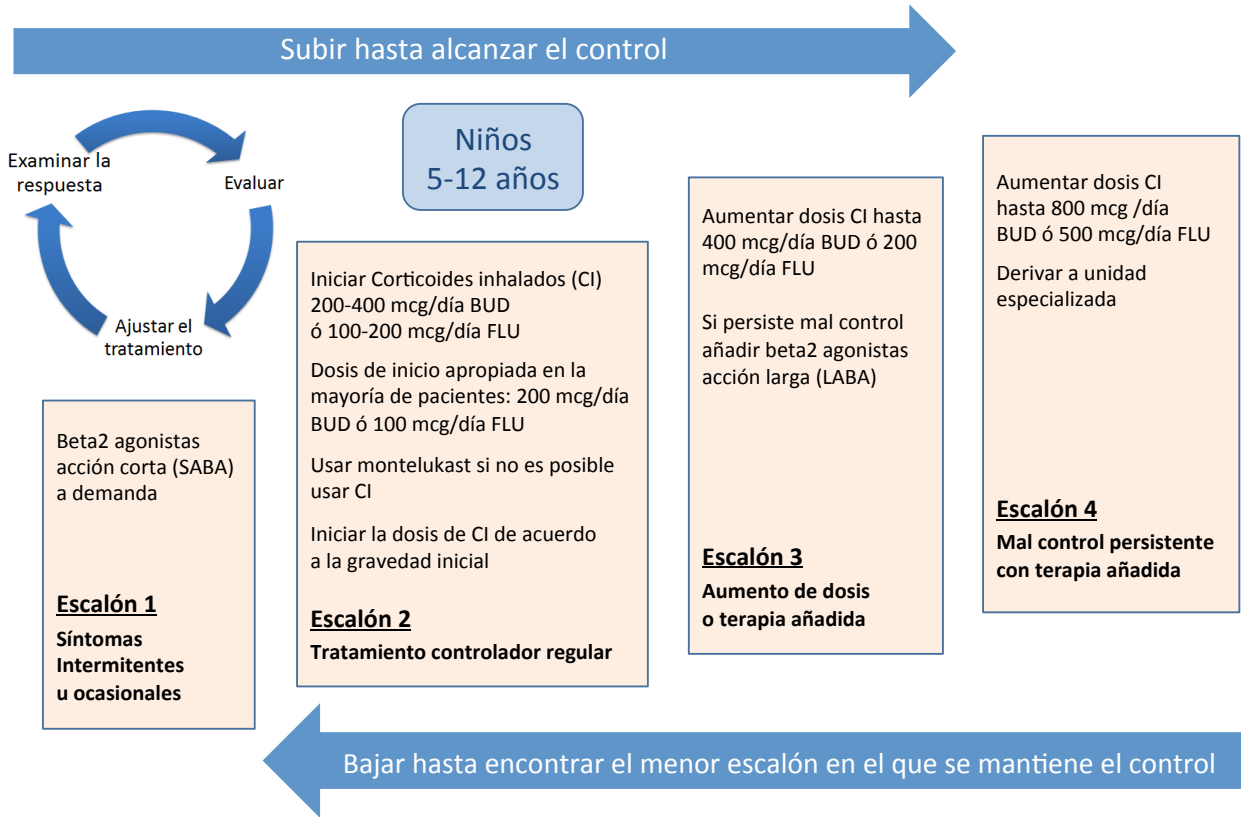 Subir hasta alcanzar el control
Examinar la
respuesta
Evaluar
Ajustar el
tratamiento
Niños
5-12 años
Beta2 agonistas
acción corta (SABA)
a demanda
Escalón 1
Síntomas
Intermitentes
u ocasionales
Iniciar Corticoides inhalados (CI)
200-400 mcg/día BUD
ó 100-200 mcg/día FLU
Dosis de inicio apropiada en la
mayoría de pacientes: 200 mcg/día
BUD ó 100 mcg/día FLU
Usar montelukast si no es posible
usar CI
Iniciar la dosis de CI de acuerdo
a la gravedad inicial
Escalón 2
Tratamiento controlador regular
Aumentar dosis CI hasta
400 mcg/día BUD ó 200
mcg/día FLU
Si persiste mal control
añadir beta2 agonistas
acción larga (LABA)
Escalón 3
Aumento de dosis
o terapia añadida
Aumentar dosis CI
hasta 800 mcg /día
BUD ó 500 mcg/día FLU
Derivar a unidad
especializada
Escalón 4
Mal control persistente
con terapia añadida
Bajar hasta encontrar el menor escalón en el que se mantiene el control